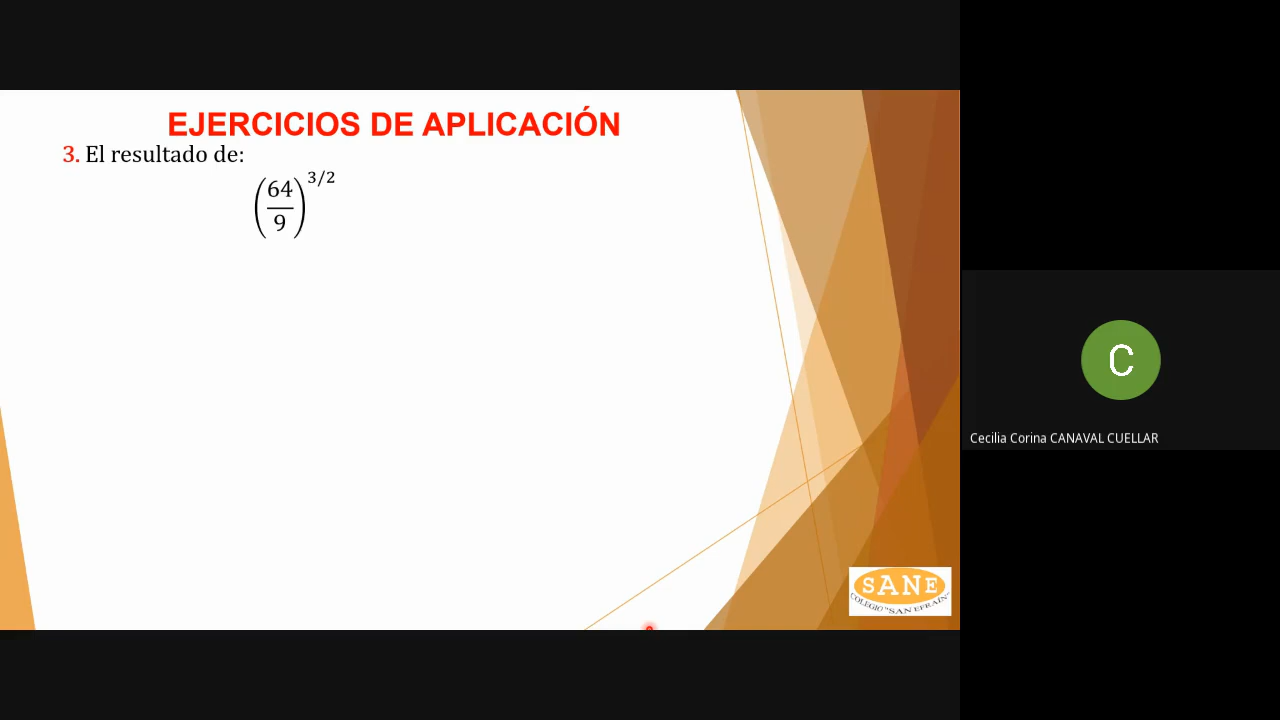 EJERCICIOS DE APLICACIÓN
3. El resultado de:
(64/9)^3/2
C
Cecilia Corina CANAVAL CUELLAR
SANE
COLEGIO "SAN EFRAIN"